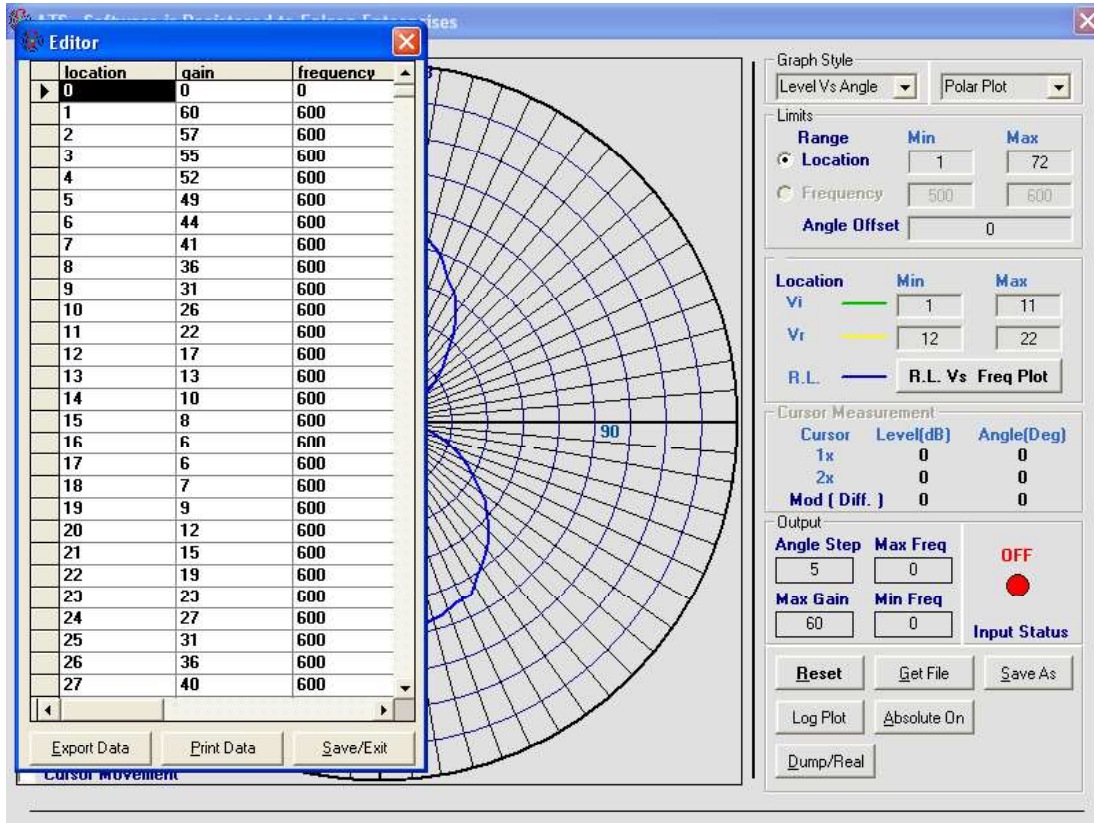 ATS - Software is Registered to Falcon Enterprises
Editor
location gain frequency
0 0 0
1 60 600
2 57 600
3 55 600
4 52 600
5 49 600
6 44 600
7 41 600
8 36 600
9 31 600
10 26 600
11 22 600
12 17 600
13 13 600
14 10 600
15 8 600
16 6 600
17 6 600
18 7 600
19 9 600
20 12 600
21 15 600
22 19 600
23 23 600
24 27 600
25 31 600
26 36 600
27 40 600
Export Data Print Data Save/Exit
Cursor Movement
90
Graph Style
Level Vs Angle Polar Plot
Limits
Range Min Max
Location 1 72
Frequency 500 600
Angle Offset 0
Location Min Max
Vi 1 11
Vr 12 22
R.L. R.L. Vs Freq Plot
Cursor Measurement
Cursor Level(dB) Angle(Deg)
1x 0 0
2x 0 0
Mod ( Diff. ) 0 0
Output
Angle Step Max Freq
5 0
OFF
Max Gain Min Freq
60 0
Input Status
Reset Get File Save As
Log Plot Absolute On
Dump/Real